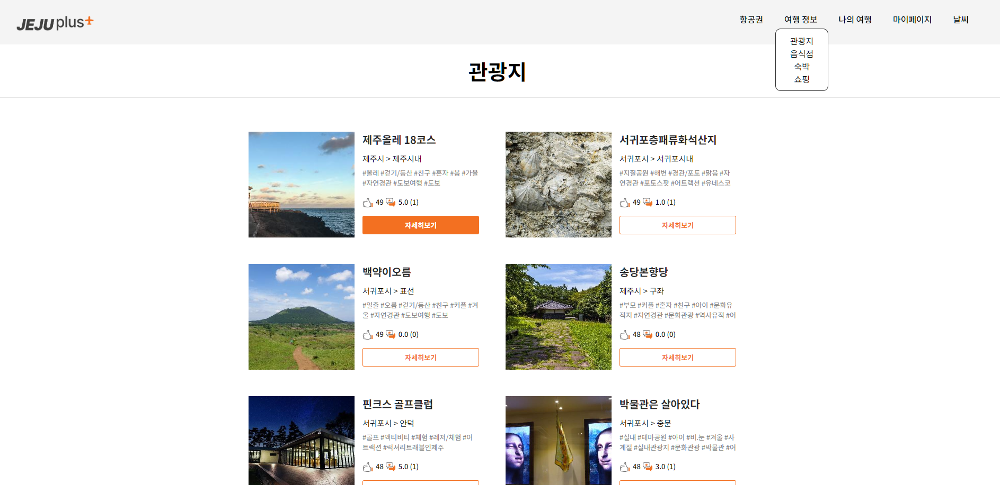 JEJU plus+
항공권
여행 정보
나의 여행
마이페이지
날씨
관광지
음식점
숙박
쇼핑
관광지
제주올레 18코스
제주시 > 제주시내
#올레 #걷기/등산 #친구 #혼자 #봄 #가을
#자연경관 #도보여행 #도보
49 5.0 (1)
자세히보기
서귀포층패류화석산지
서귀포시 > 서귀포시내
#지질공원 #해변 #경관/포토 #맑음 #자
연경관 #포토스팟 #어트랙션 #유네스코
49 1.0 (1)
자세히보기
백약이오름
서귀포시 > 표선
#일출 #오름 #걷기/등산 #친구 #커플 #겨
울 #자연경관 #도보여행 #도보
49 0.0 (0)
자세히보기
송당본향당
제주시 > 구좌
#부모 #커플 #혼자 #친구 #아이 #문화유
적지 #자연경관 #문화관광 #역사유적 #어
48 0.0 (0)
자세히보기
핀크스 골프클럽
서귀포시 > 안덕
#골프 #액티비티 #체험 #레저/체험 #어
트랙션 #럭셔리트래블인제주
48 5.0 (1)
박물관은 살아있다
서귀포시 > 중문
#실내 #테마공원 #아이 #비.눈 #겨울 #사
계절 #실내관광지 #문화관광 #박물관 #어
48 3.0 (1)